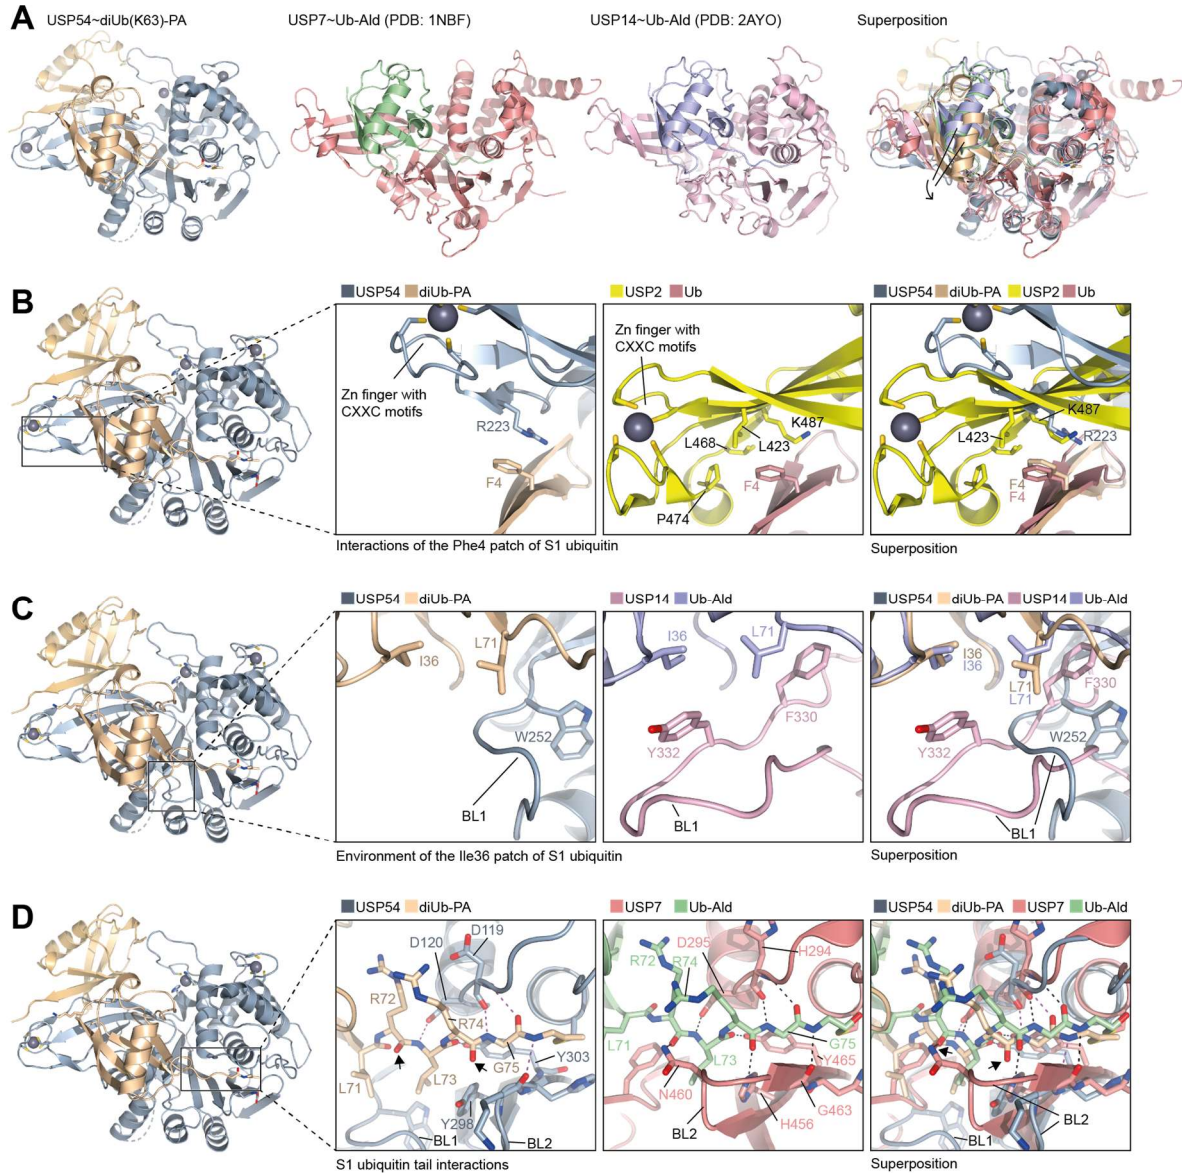 A
USP54~diUb(K63)-PA
USP7~Ub-Ald (PDB: 1NBF)
USP14~Ub-Ald (PDB: 2AYO)
Superposition
B
USP54 diUb-PA
Zn finger with
CXXC motifs
R223
F4
USP2 Ub
Zn finger with
CXXC motifs
K487
L468
L423
F4
P474
USP54 diUb-PA USP2 Ub
K487
L423
R223
F4
F4
Interactions of the Phe4 patch of S1 ubiquitin
Superposition
C
USP54 diUb-PA
L71
I36
W252
BL1
USP14 Ub-Ald
I36
L71
F330
Y332
BL1
USP54 diUb-PA USP14 Ub-Ald
I36
I36
L71
L71
F330
Y332
W252
BL1
Environment of the Ile36 patch of S1 ubiquitin
Superposition
D
USP54 diUb-PA
D119
D120
R72
R74
G75
Y303
L71
L73
Y298
BL1
BL2
USP7 Ub-Ald
D295
H294
R72
R74
G75
L71
L73
Y465
N460
G463
BL2
H456
USP54 diUb-PA USP7 Ub-Ald
BL1
BL2
S1 ubiquitin tail interactions
Superposition